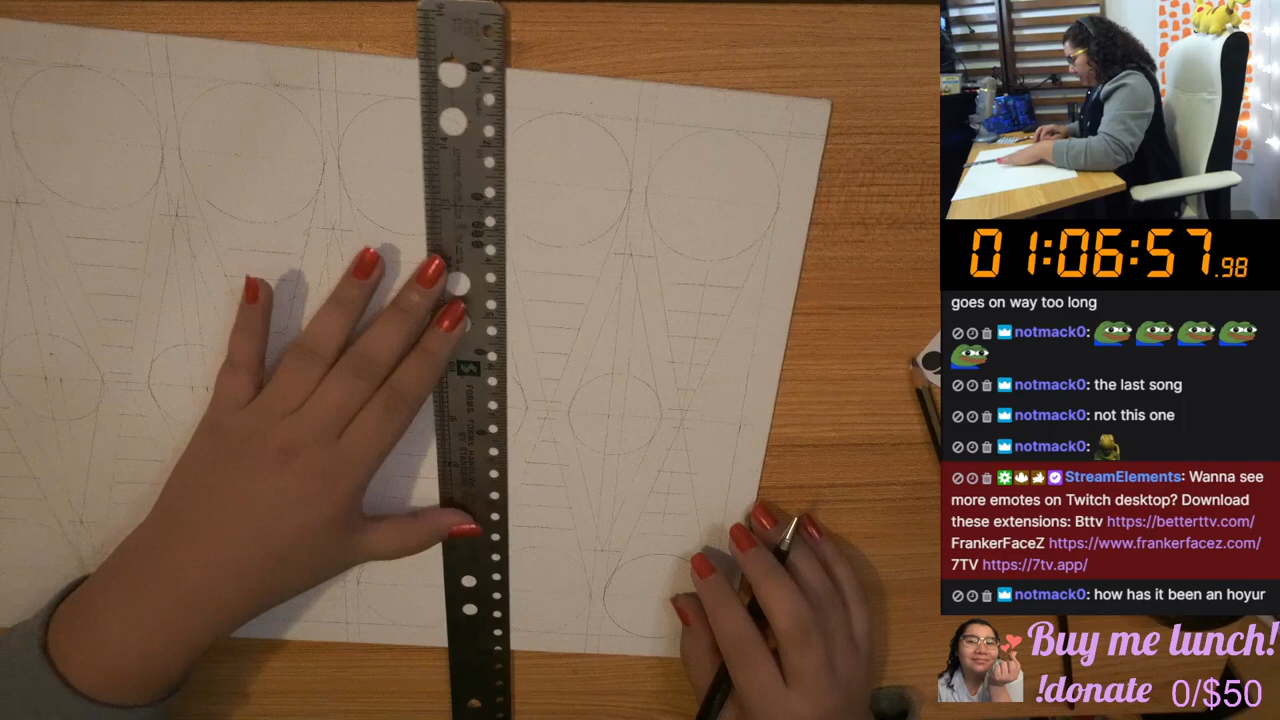 01:06:57.98
goes on way too long
notmack0:
notmack0: the last song
notmack0: not this one
notmack0:
StreamElements: Wanna see
more emotes on Twitch desktop? Download
these extensions: Bttv https://betterttv.com/
FrankerFaceZ https://www.frankerfacez.com/
7TV https://7tv.app/
notmack0: how has it been an hoyur
Buy me lunch!
!donate 0/$50